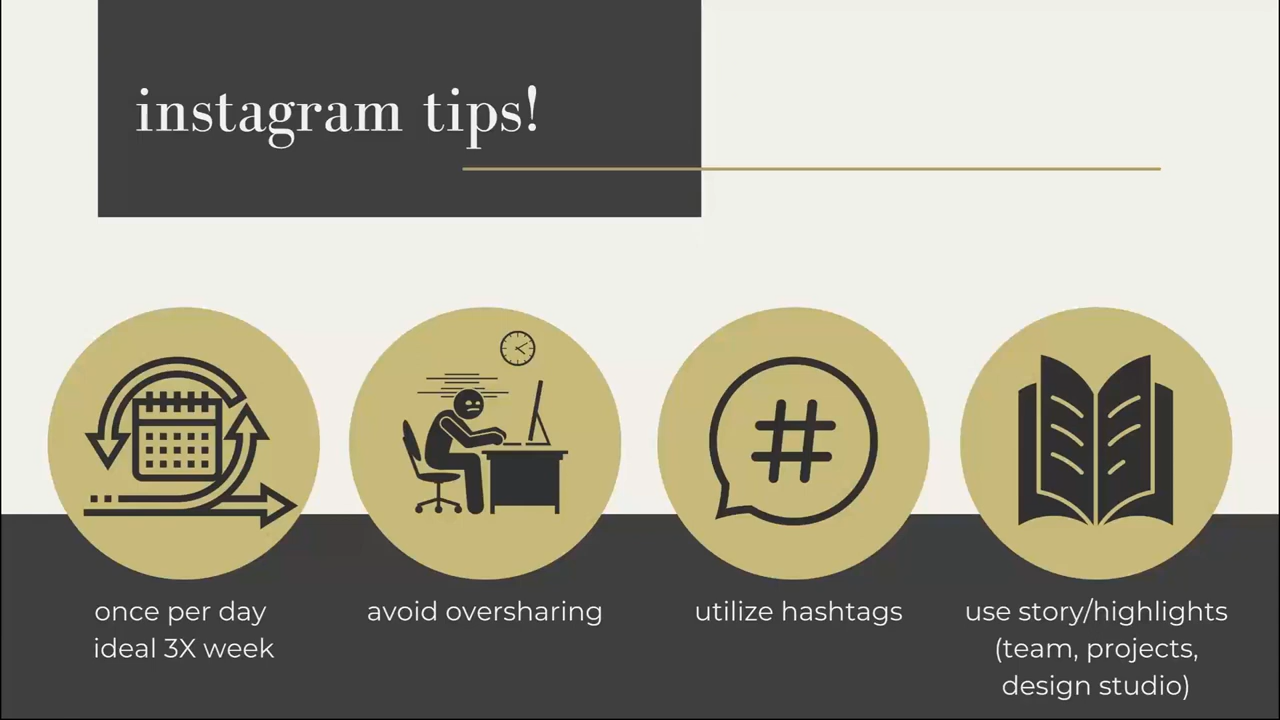 instagram tips!
#
once per day
ideal 3X week
avoid oversharing
utilize hashtags
use story/highlights
(team, projects,
design studio)